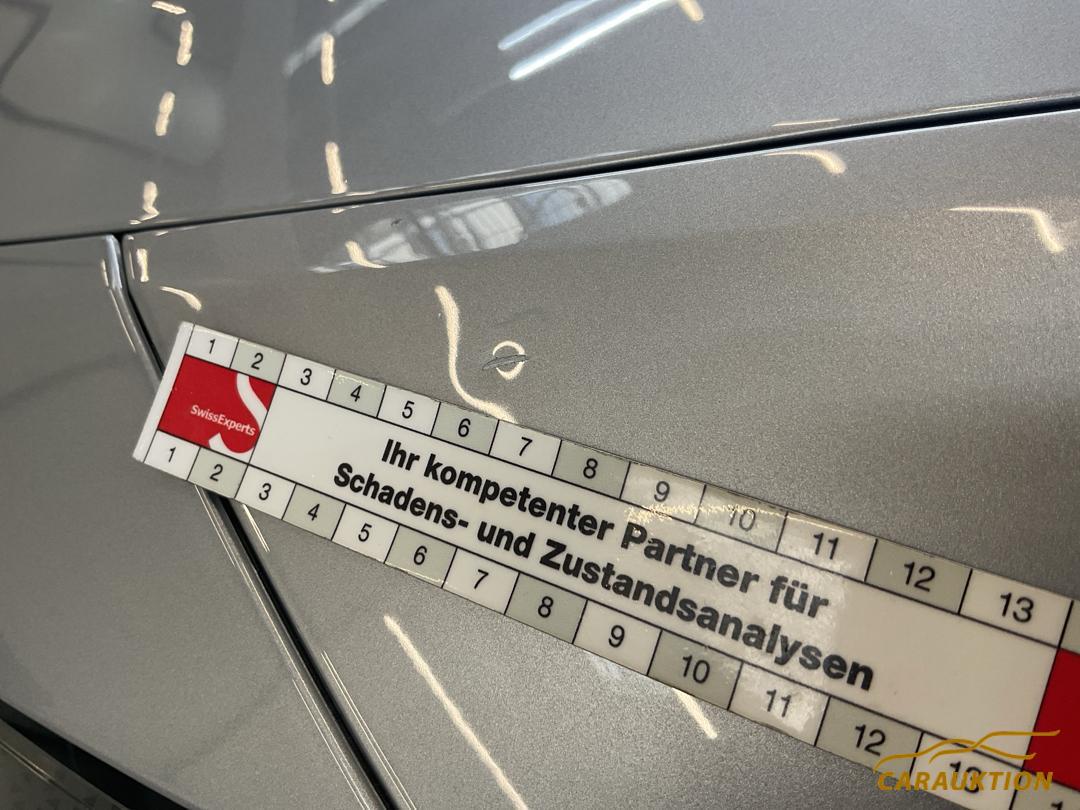 1 2 3 4 5 6 7 8 9 10 11 12 13
SwissExperts
Ihr kompetenter Partner für
Schadens- und Zustandsanalysen
1 2 3 4 5 6 7 8 9 10 11 12 13
CARAUKTION